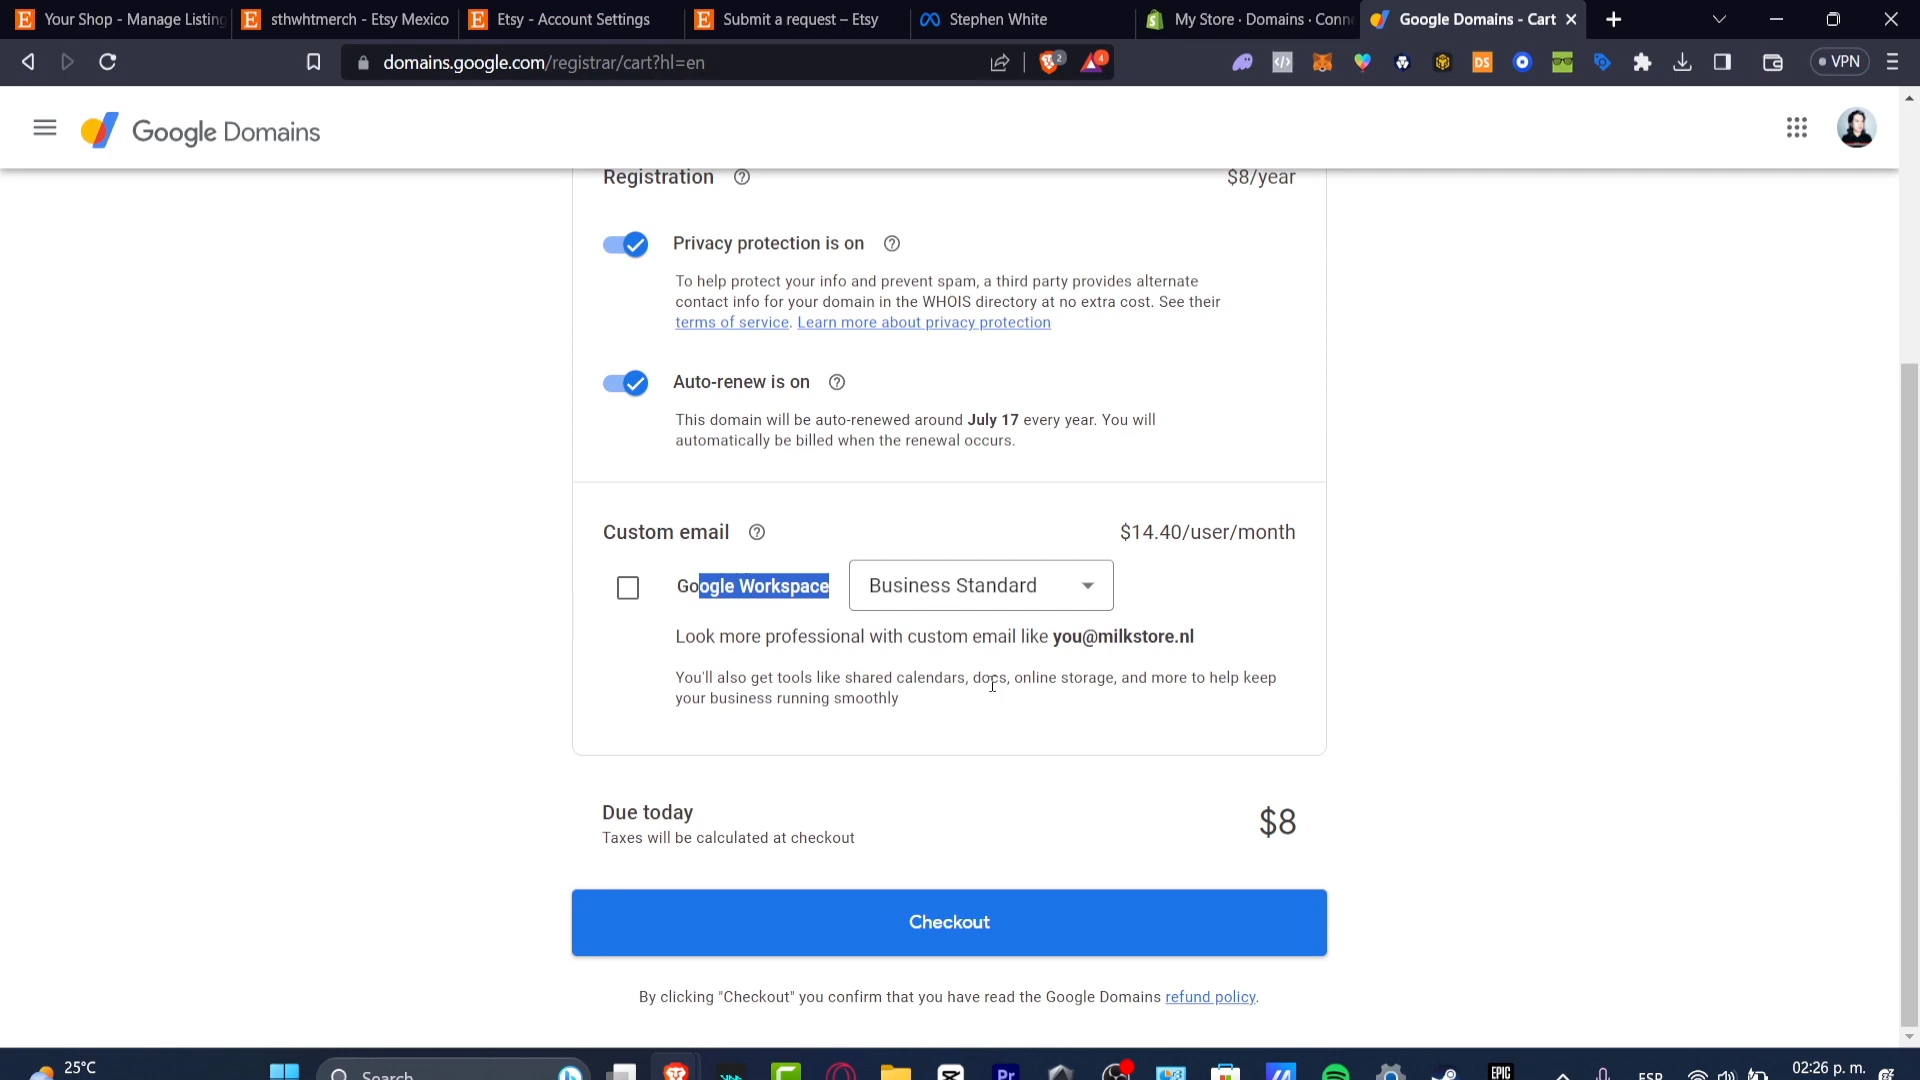 Your Shop - Manage Listing
sthwhtmerch - Etsy Mexico
Etsy - Account Settings
Submit a request – Etsy
Stephen White
My Store · Domains · Conn
Google Domains - Cart
domains.google.com/registrar/cart?hl=en
2
4
DS
VPN
Google Domains
Registration
$8/year
Privacy protection is on
To help protect your info and prevent spam, a third party provides alternate
contact info for your domain in the WHOIS directory at no extra cost. See their
terms of service. Learn more about privacy protection
Auto-renew is on
This domain will be auto-renewed around July 17 every year. You will
automatically be billed when the renewal occurs.
Custom email
$14.40/user/month
Google Workspace
Business Standard
Look more professional with custom email like you@milkstore.nl
You'll also get tools like shared calendars, docs, online storage, and more to help keep
your business running smoothly
Due today
$8
Taxes will be calculated at checkout
Checkout
By clicking "Checkout" you confirm that you have read the Google Domains refund policy.
25°C
Search
Pr
EPIC
ESP
02:26 p. m.